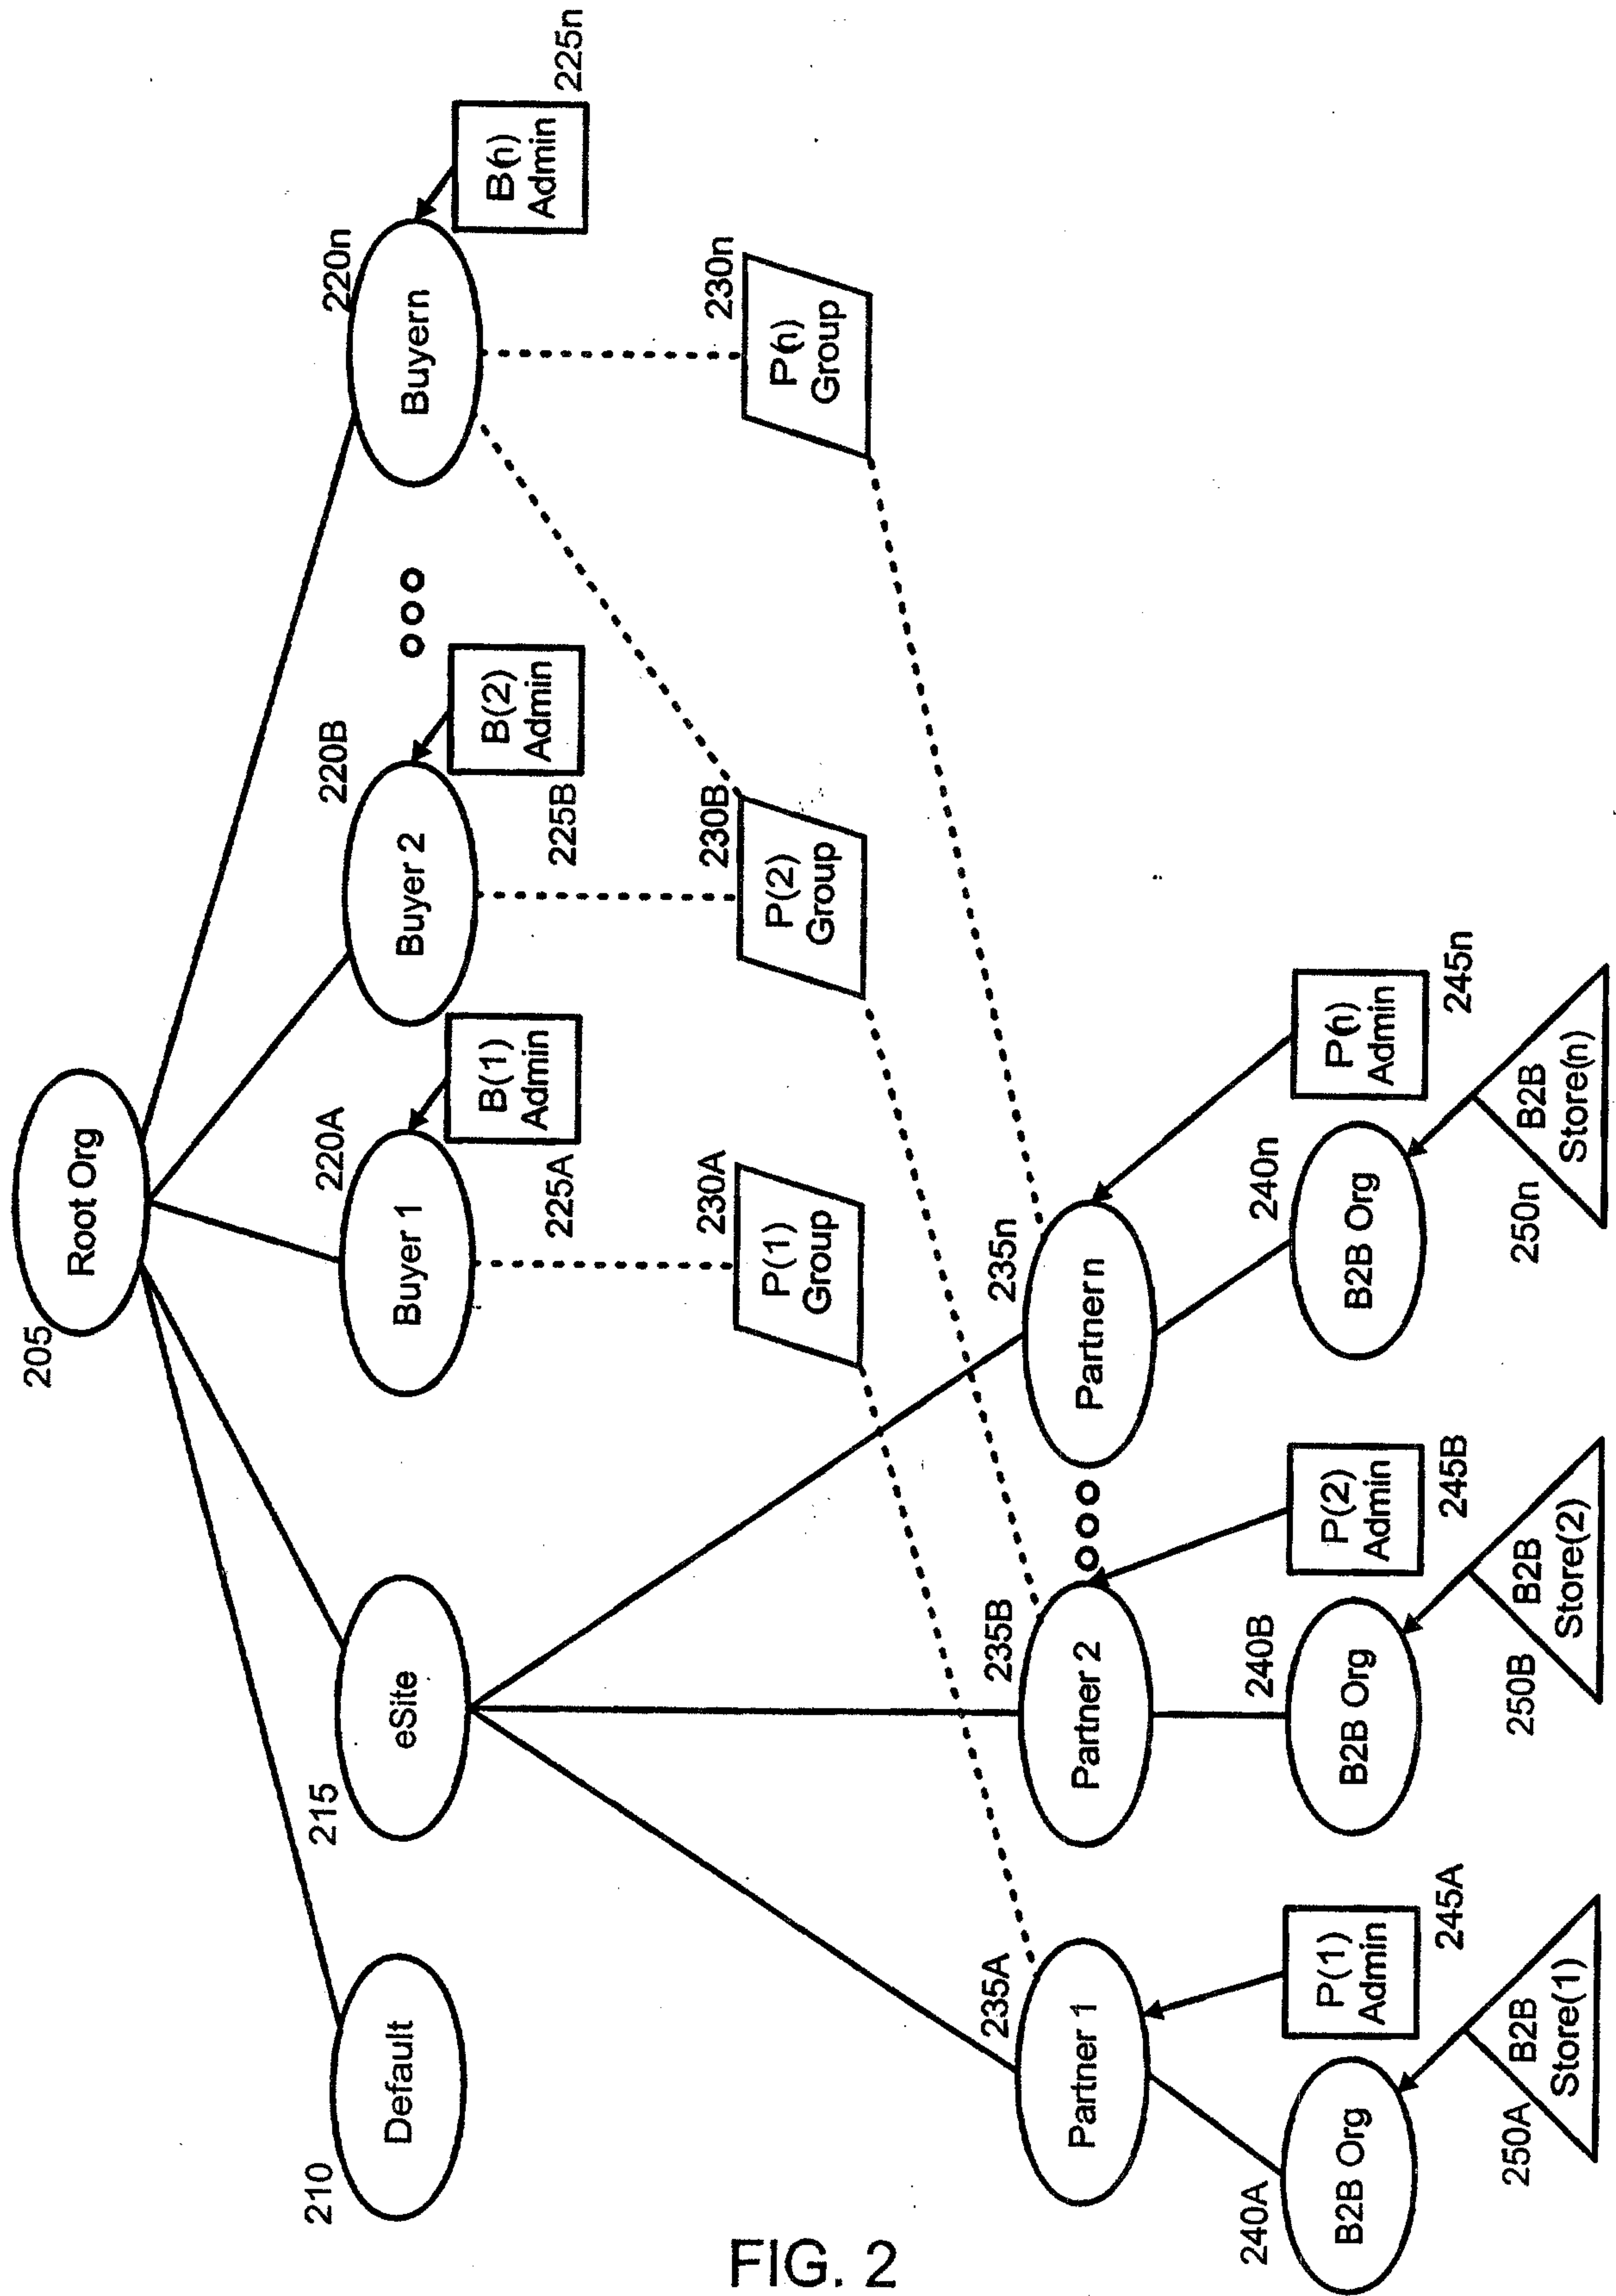 205
Root Org
210
Default
215
eSite
220A
Buyer 1
B(1)
Admin
225A
220B
Buyer 2
B(2)
Admin
225B
220n
Buyern
B(n)
Admin
225n
230A
P(1)
Group
230B
P(2)
Group
230n
P(n)
Group
235A
Partner 1
235B
Partner 2
235n
Partnern
240A
B2B Org
P(1)
Admin
245A
240B
B2B Org
P(2)
Admin
245B
240n
B2B Org
P(n)
Admin
245n
250A
B2B
Store(1)
250B
B2B
Store(2)
250n
B2B
Store(n)
FIG. 2